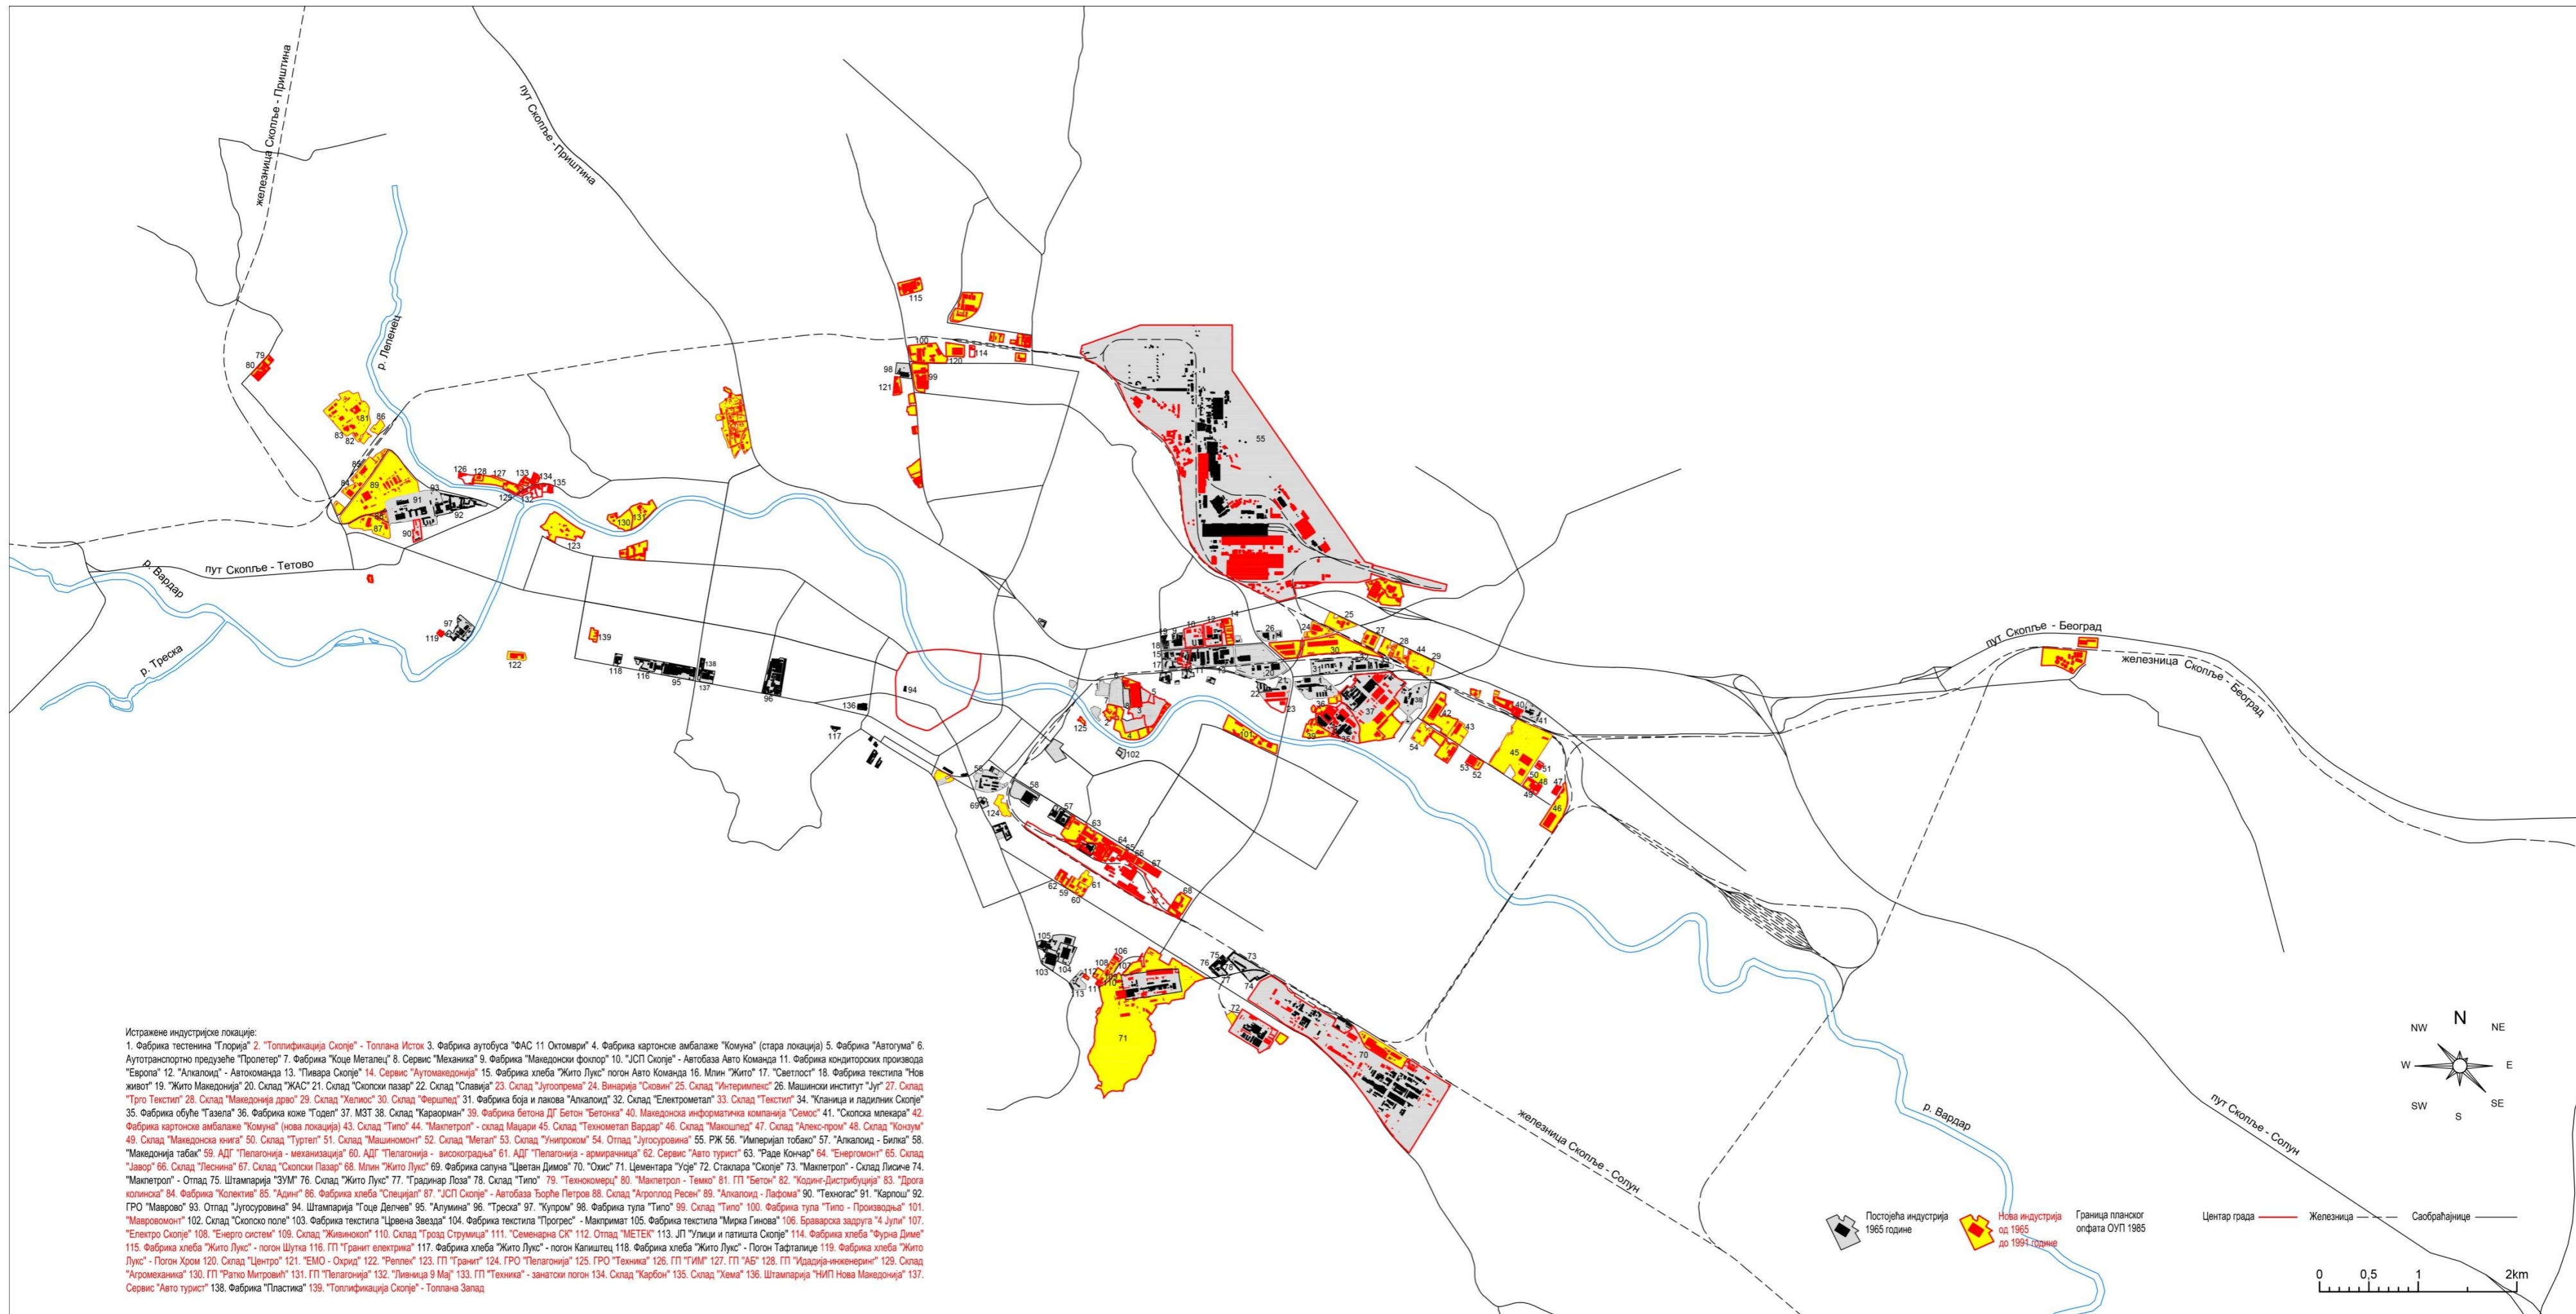 железница Скопље - Приштина
пут Скопље -Приштина
р. Лепенец
пут Скопље - Тетово
р. Вардар
р. Треска
пут Скопље - Београд
железница Скопље - Београд
железница Скопље - Солун
р. Вардар
пут Скопље - Солун
Истражене индустријске локације:
1. Фабрика тестенина "Глорија" 2. "Топлификација Скопје" - Топлана Исток 3. Фабрика аутобуса "ФАС 11 Октомври" 4. Фабрика картонске амбалаже "Комуна" (стара локација) 5. Фабрика "Автогума" 6.
Аутотранспортно предузеће "Пролетер" 7. Фабрика "Коце Металец" 8. Сервис "Механика" 9. Фабрика "Македонски фоклор" 10. "ЈСП Скопје" - Автобаза Авто Команда 11. Фабрика кондиторских производа
"Европа" 12. "Алкалоид" - Автокоманда 13. "Пивара Скопје" 14. Сервис "Аутомакедонија" 15. Фабрика хлеба "Жито Лукс" погон Авто Команда 16. Млин "Жито" 17. "Светлост" 18. Фабрика текстила "Нов
живот" 19. "Жито Македонија" 20. Склад "ЖАС" 21. Склад "Скопски пазар" 22. Склад "Славија" 23. Склад "Југоопрема" 24. Винарија "Сковин" 25. Склад "Интеримпекс" 26. Машински институт "Југ" 27. Склад
"Трго Текстил" 28. Склад "Македонија дрво" 29. Склад "Хелиос" 30. Склад "Фершпед" 31. Фабрика боја и лакова "Алкалоид" 32. Склад "Електрометал" 33. Склад "Текстил" 34. "Кланица и ладилник Скопје"
35. Фабрика обуће "Газела" 36. Фабрика коже "Годел" 37. МЗТ 38. Склад "Караорман" 39. Фабрика бетона ДГ Бетон "Бетонка" 40. Македонска информатичка компанија "Семос" 41. "Скопска млекара" 42.
Фабрика картонске амбалаже "Комуна" (нова локација) 43. Склад "Типо" 44. "Макпетрол" - склад Маџари 45. Склад "Технометал Вардар" 46. Склад "Макошпед" 47. Склад "Алекс-пром" 48. Склад "Конзум"
49. Склад "Македонска книга" 50. Склад "Туртел" 51. Склад "Машиномонт" 52. Склад "Метал" 53. Склад "Унипроком" 54. Отпад "Југосуровина" 55. РЖ 56. "Империјал тобако" 57. "Алкалоид - Билка" 58.
"Македонија табак" 59. АДГ "Пелагонија - механизација" 60. АДГ "Пелагонија - високоградња" 61. АДГ "Пелагонија - армирачница" 62. Сервис "Авто турист" 63. "Раде Кончар" 64. "Енергомонт" 65. Склад
"Јавор" 66. Склад "Леснина" 67. Склад "Скопски Пазар" 68. Млин "Жито Лукс" 69. Фабрика сапуна "Цветан Димов" 70. "Охис" 71. Цементара "Усје" 72. Стаклара "Скопје" 73. "Макпетрол" - Склад Лисиче 74.
"Макпетрол" - Отпад 75. Штампарија "ЗУМ" 76. Склад "Жито Лукс" 77. "Градинар Лоза" 78. Склад "Типо" 79. "Технокомерц" 80. "Макпетрол - Темко" 81. ГП "Бетон" 82. "Кодинг-Дистрибуција" 83. "Дрога
колинска" 84. Фабрика "Колектив" 85. "Адинг" 86. Фабрика хлеба "Специјал" 87. "ЈСП Скопје" - Автобаза Ђорће Петров 88. Склад "Агроплод Ресен" 89. "Алкалоид - Лафома" 90. "Техногас" 91. "Карпош" 92.
ГРО "Маврово" 93. Отпад "Југосуровина" 94. Штампарија "Гоце Делчев" 95. "Алумина" 96. "Треска" 97. "Купром" 98. Фабрика тула "Типо" 99. Склад "Типо" 100. Фабрика тула "Типо - Производња" 101.
"Мавровомонт" 102. Склад "Скопско поле" 103. Фабрика текстила "Црвена Звезда" 104. Фабрика текстила "Прогрес" - Макпримат 105. Фабрика текстила "Мирка Гинова" 106. Браварска задруга "4 Јули" 107.
"Електро Скопје" 108. "Енерго систем" 109. Склад "Живинокоп" 110. Склад "Грозд Струмица" 111. "Семенарна СК" 112. Отпад "МЕТЕК" 113. ЈП "Улици и патишта Скопје" 114. Фабрика хлеба "Фурна Диме"
115. Фабрика хлеба "Жито Лукс" - погон Шутка 116. ГП "Гранит електрика" 117. Фабрика хлеба "Жито Лукс" - погон Капиштец 118. Фабрика хлеба "Жито Лукс" - Погон Тафталиџе 119. Фабрика хлеба "Жито
Лукс" - Погон Хром 120. Склад "Центро" 121. "ЕМО - Охрид" 122. "Реплек" 123. ГП "Гранит" 124. ГРО "Пелагонија" 125. ГРО "Техника" 126. ГП "ГИМ" 127. ГП "АБ" 128. ГП "Идадија-инженеринг" 129. Склад
"Агромеханика" 130. ГП "Ратко Митровић" 131. ГП "Пелагонија" 132. "Ливница 9 Мај" 133. ГП "Техника" - занатски погон 134. Склад "Карбон" 135. Склад "Хема" 136. Штампарија "НИП Нова Македонија" 137.
Сервис "Авто турист" 138. Фабрика "Пластика" 139. "Топлификација Скопје" - Топлана Запад
Постојећа индустрија
1965 године
Нова индустрија
од 1965
до 1991 године
Граница планског
опфата ОУП 1985
Центар града
Железница
Саобраћајнице
N
NW
NE
W
E
SW
SE
S
0 0,5 1 2km